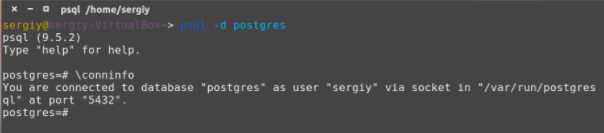 psql /home/sergiy
sergiy@sergiy-VirtualBox~> psql -d postgres
psql (9.5.2)
Type "help" for help.
postgres=# \conninfo
You are connected to database "postgres" as user "sergiy" via socket in "/var/run/postgres
ql" at port "5432".
postgres=#